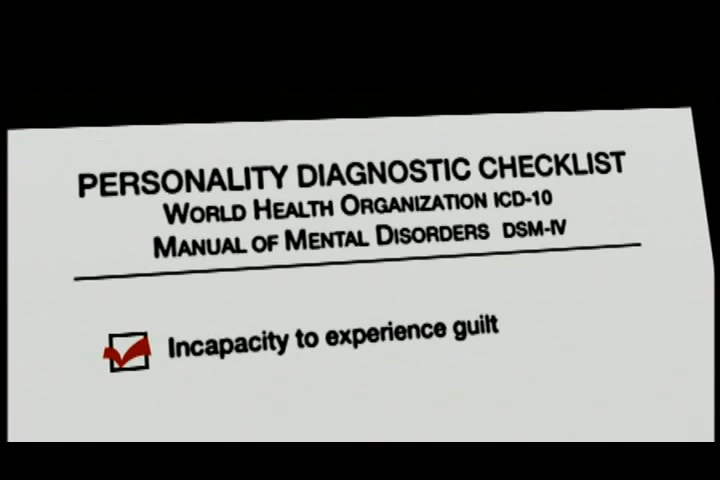 PERSONALITY DIAGNOSTIC CHECKLIST
WORLD HEALTH ORGANIZATION ICD-10
MANUAL OF MENTAL DISORDERS DSM-IV
Incapacity to experience guilt